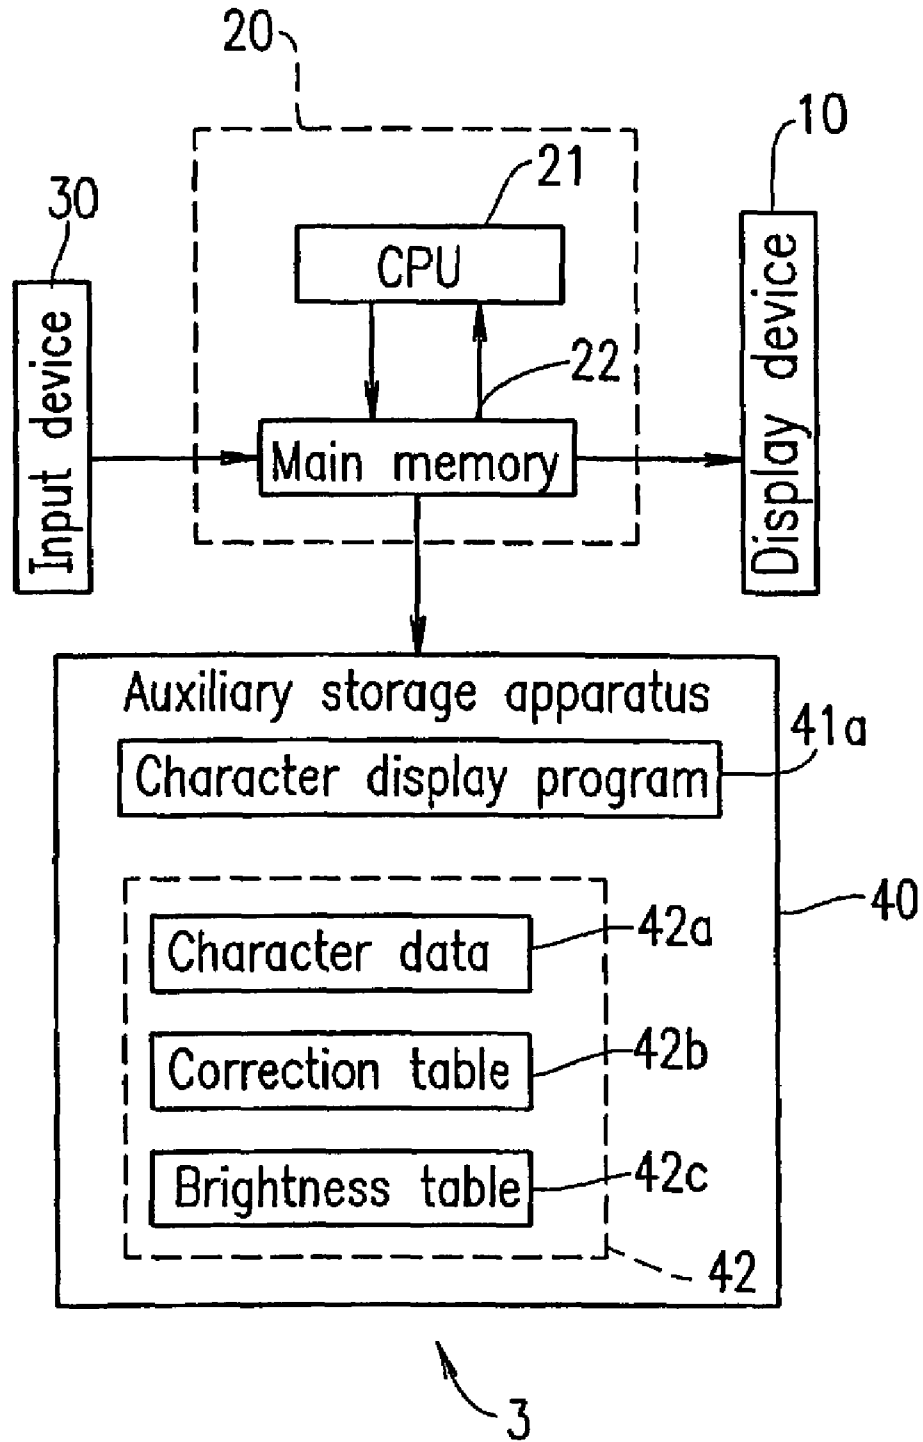 20
10
21
30
CPU
22
Input device
Main memory
Display device
Auxiliary storage apparatus
41a
Character display program
40
42a
Character data
42b
Correction table
42c
Brightness table
42
3